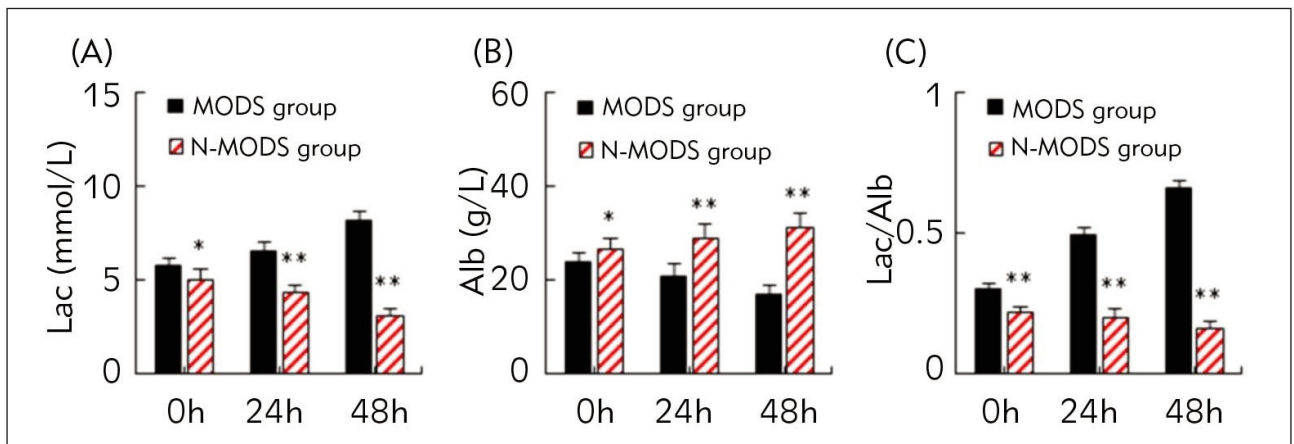 (A)
Lac (mmol/L)
15
10
5
0
MODS group
N-MODS group
*
**
**
0h 24h 48h
(B)
Alb (g/L)
60
40
20
0
MODS group
N-MODS group
*
**
**
0h 24h 48h
(C)
Lac/Alb
1
0.5
0
MODS group
N-MODS group
**
**
**
0h 24h 48h